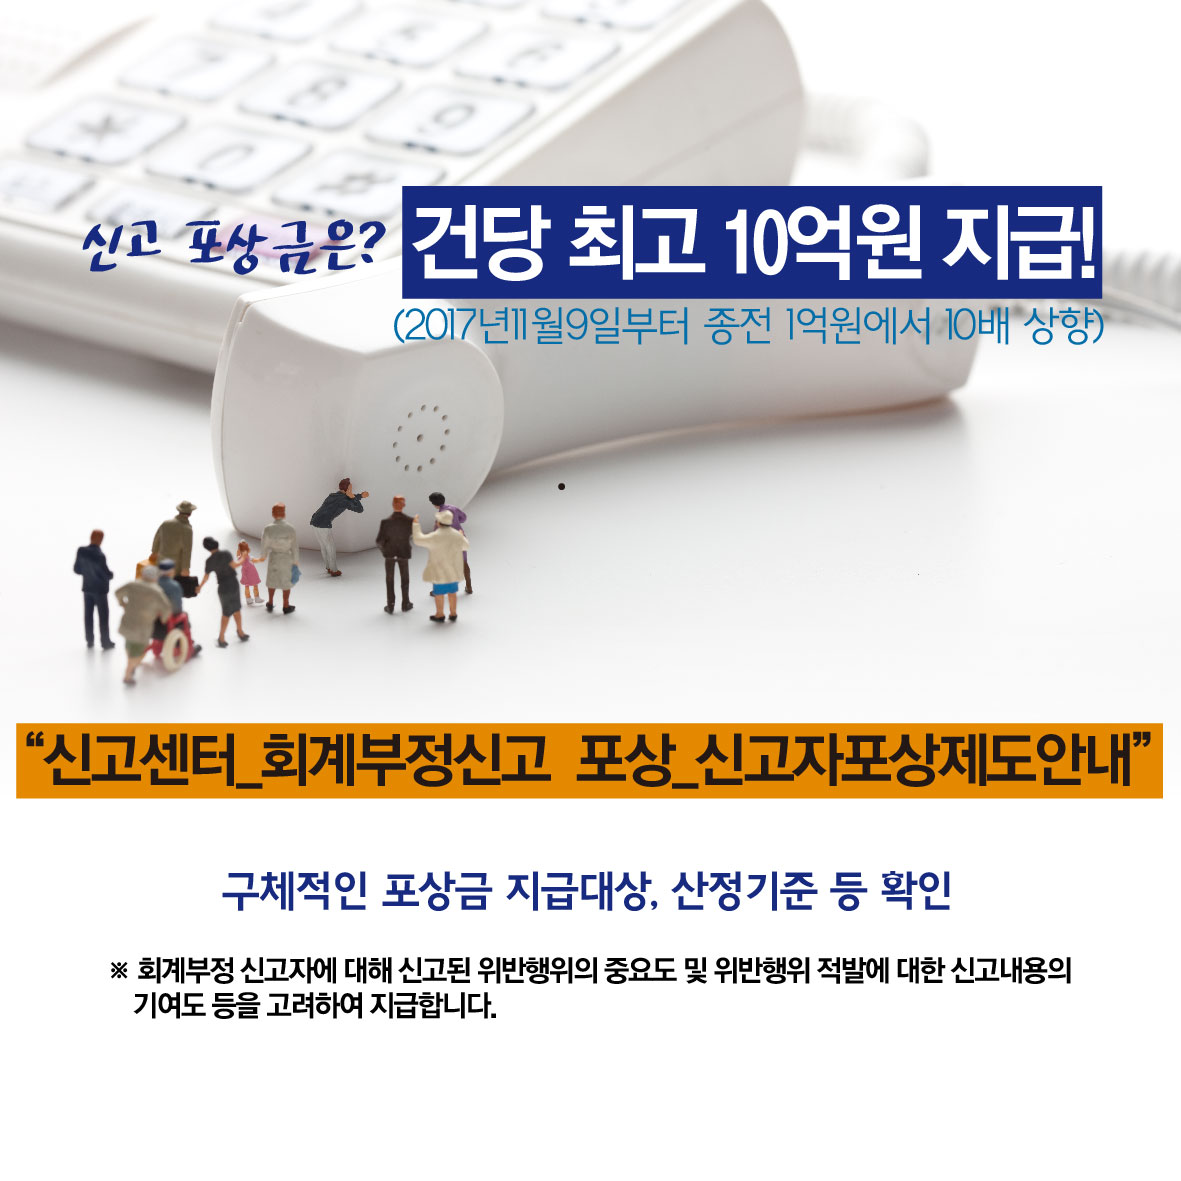 7 8 9
* 0 #
신고 포상금은? 건당 최고 10억원 지급!
(2017년11월9일부터 종전 1억원에서 10배 상향)
“신고센터_회계부정신고 포상_신고자포상제도안내”
구체적인 포상금 지급대상, 산정기준 등 확인
※ 회계부정 신고자에 대해 신고된 위반행위의 중요도 및 위반행위 적발에 대한 신고내용의
기여도 등을 고려하여 지급합니다.